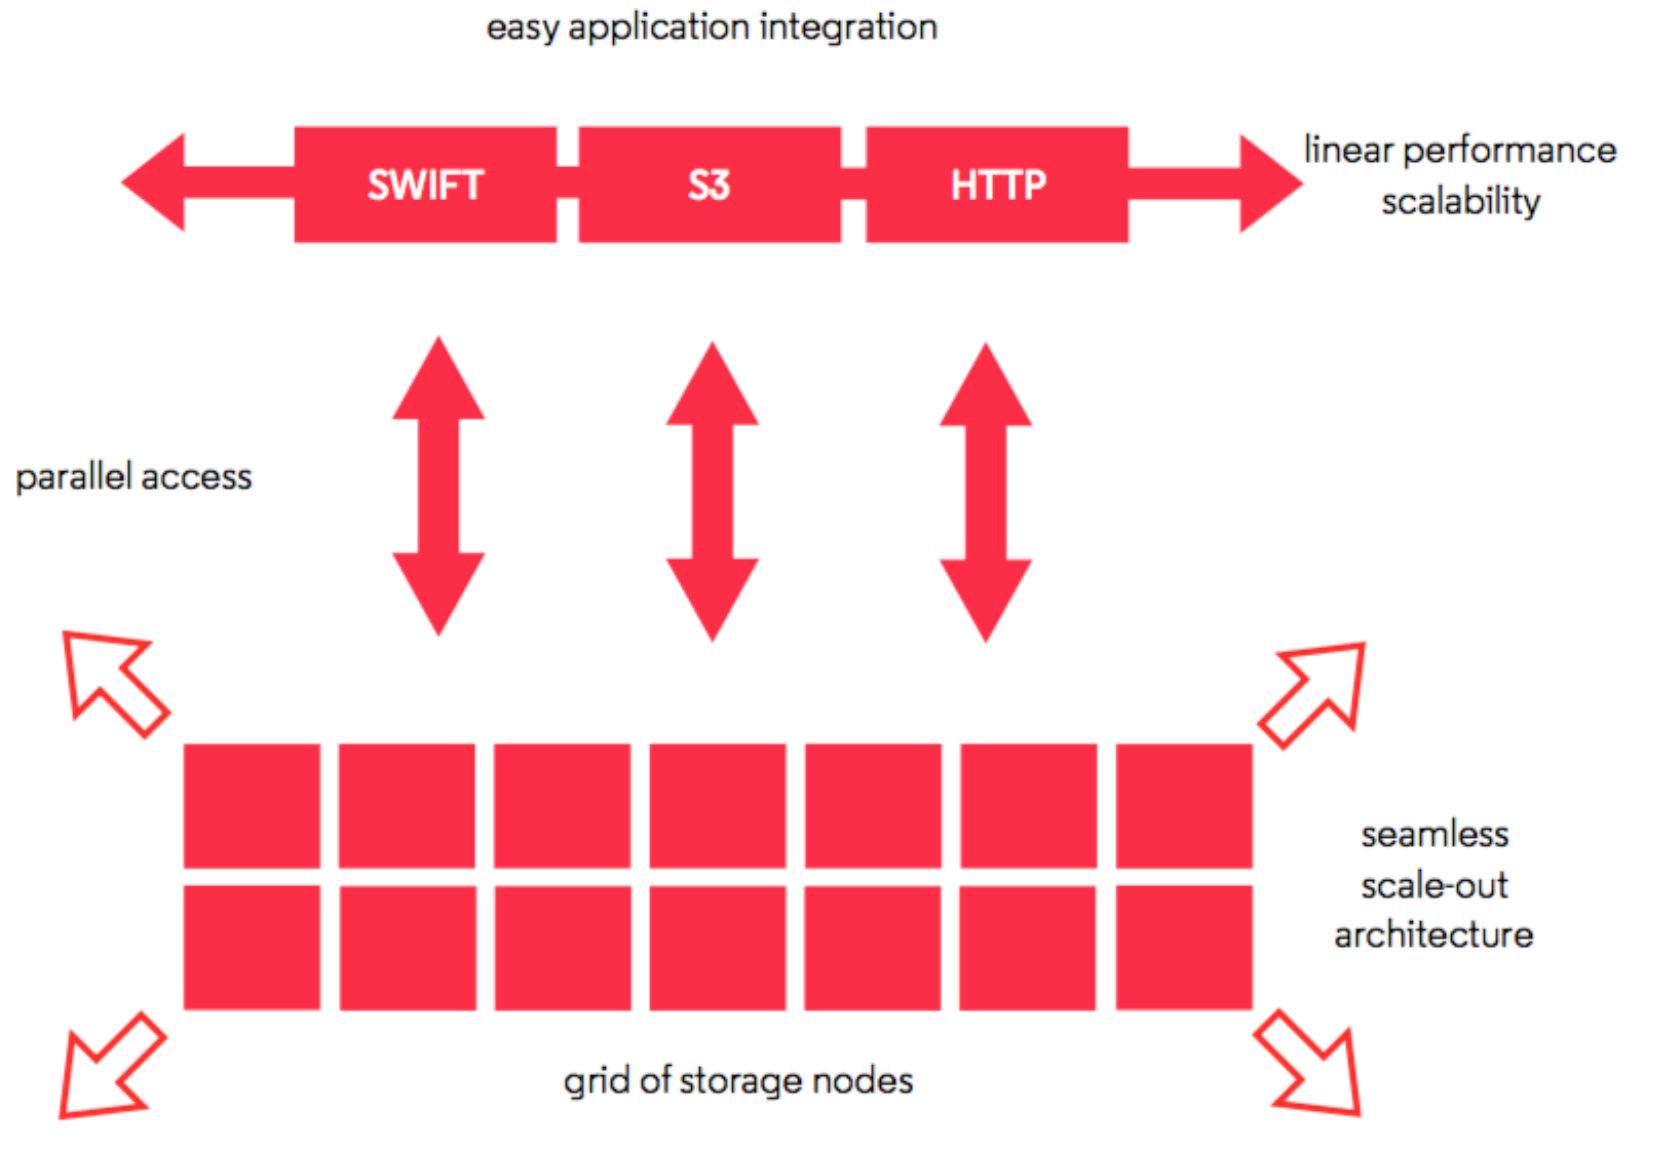 easy application integration
SWIFT
S3
HTTP
linear performance
scalability
parallel access
seamless
scale-out
architecture
grid of storage nodes